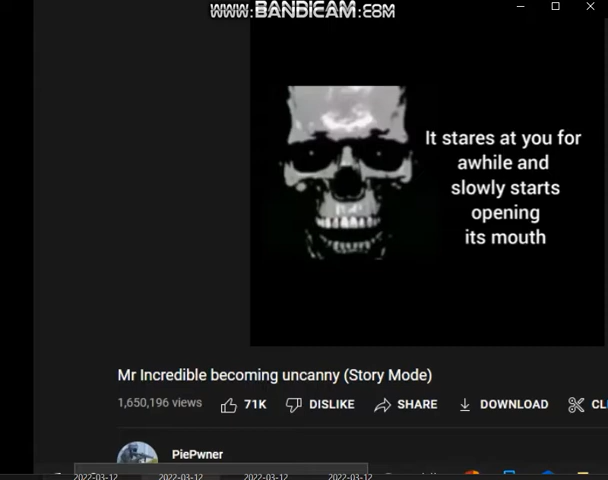 WWW.BANDICAM.COM
It stares at you for
awhile and
slowly starts
opening
its mouth
Mr Incredible becoming uncanny (Story Mode)
1,650,196 views 71K DISLIKE SHARE DOWNLOAD CL
PiePwner
2022-03-12 2022-03-12 2022-03-12 2022-03-12